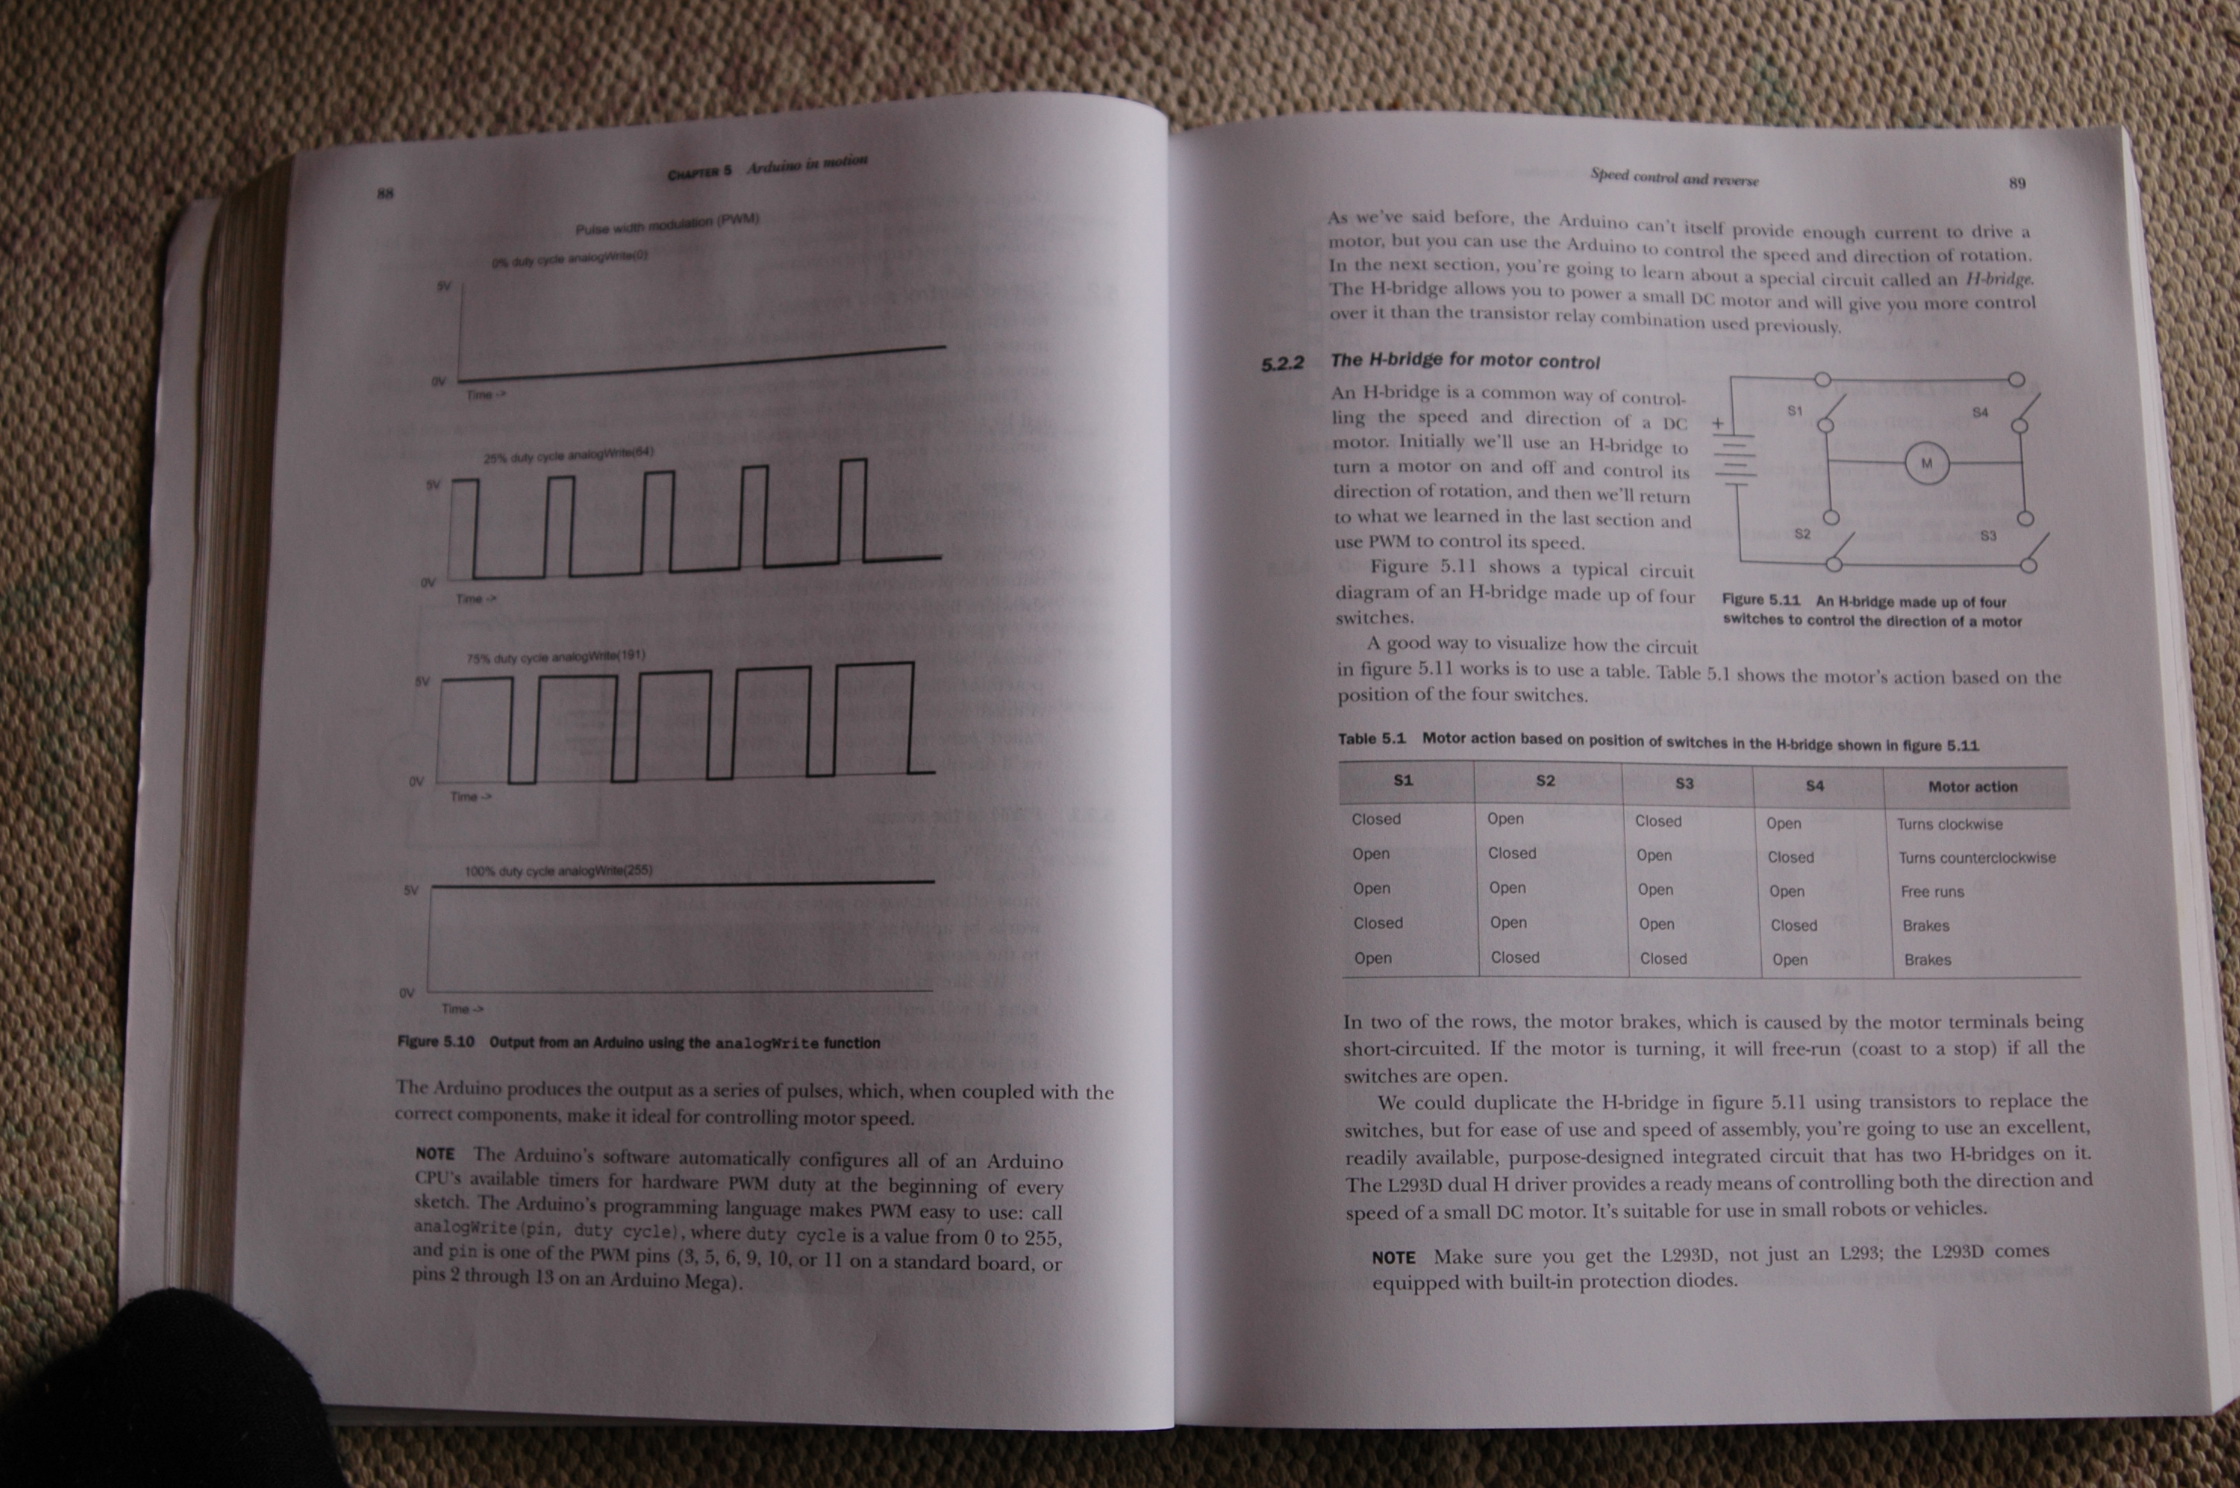 88
CHAPTER 5 Arduino in motion
Pulse width modulation (PWM)
0% duty cycle analogWrite(0)
5V
0V
Time ->
25% duty cycle analogWrite(64)
5V
0V
Time ->
75% duty cycle analogWrite(191)
5V
0V
Time ->
100% duty cycle analogWrite(255)
5V
0V
Time ->
Figure 5.10 Output from an Arduino using the analogWrite function
The Arduino produces the output as a series of pulses, which, when coupled with the
correct components, make it ideal for controlling motor speed.
NOTE The Arduino's software automatically configures all of an Arduino
CPU's available timers for hardware PWM duty at the beginning of every
sketch. The Arduino's programming language makes PWM easy to use: call
analogWrite(pin, duty cycle), where duty cycle is a value from 0 to 255,
and pin is one of the PWM pins (3, 5, 6, 9, 10, or 11 on a standard board, or
pins 2 through 13 on an Arduino Mega).
Speed control and reverse
89
As we've said before, the Arduino can't itself provide enough current to drive a
motor, but you can use the Arduino to control the speed and direction of rotation.
In the next section, you're going to learn about a special circuit called an H-bridge.
The H-bridge allows you to power a small DC motor and will give you more control
over it than the transistor relay combination used previously.
5.2.2 The H-bridge for motor control
An H-bridge is a common way of control-
ling the speed and direction of a DC
motor. Initially we'll use an H-bridge to
turn a motor on and off and control its
direction of rotation, and then we'll return
to what we learned in the last section and
use PWM to control its speed.
Figure 5.11 shows a typical circuit
diagram of an H-bridge made up of four
switches.
+
S1
S4
M
S2
S3
Figure 5.11 An H-bridge made up of four
switches to control the direction of a motor
A good way to visualize how the circuit
in figure 5.11 works is to use a table. Table 5.1 shows the motor's action based on the
position of the four switches.
Table 5.1 Motor action based on position of switches in the H-bridge shown in figure 5.11
S1 S2 S3 S4 Motor action
Closed Open Closed Open Turns clockwise
Open Closed Open Closed Turns counterclockwise
Open Open Open Open Free runs
Closed Open Open Closed Brakes
Open Closed Closed Open Brakes
In two of the rows, the motor brakes, which is caused by the motor terminals being
short-circuited. If the motor is turning, it will free-run (coast to a stop) if all the
switches are open.
We could duplicate the H-bridge in figure 5.11 using transistors to replace the
switches, but for ease of use and speed of assembly, you're going to use an excellent,
readily available, purpose-designed integrated circuit that has two H-bridges on it.
The L293D dual H driver provides a ready means of controlling both the direction and
speed of a small DC motor. It's suitable for use in small robots or vehicles.
NOTE Make sure you get the L293D, not just an L293; the L293D comes
equipped with built-in protection diodes.